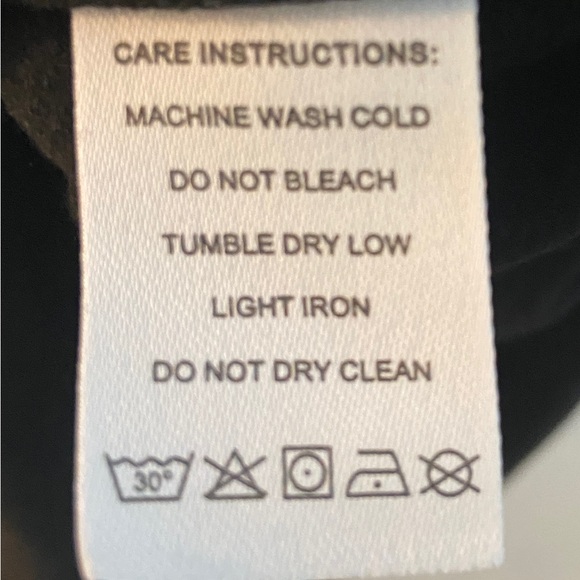 CARE INSTRUCTIONS:
MACHINE WASH COLD
DO NOT BLEACH
TUMBLE DRY LOW
LIGHT IRON
DO NOT DRY CLEAN
30°